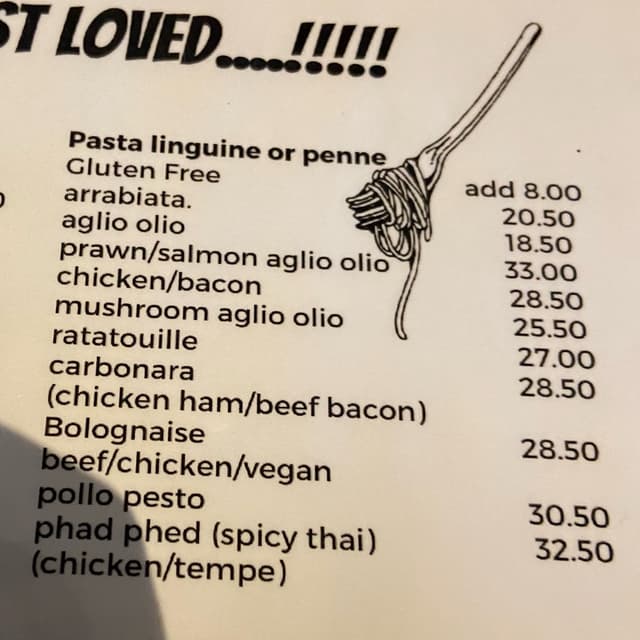 ST LOVED.....!!!!!
Pasta linguine or penne
Gluten Free add 8.00
arrabiata. 20.50
aglio olio 18.50
prawn/salmon aglio olio 33.00
chicken/bacon 28.50
mushroom aglio olio 25.50
ratatouille 27.00
carbonara 28.50
(chicken ham/beef bacon)
Bolognaise 28.50
beef/chicken/vegan
pollo pesto 30.50
phad phed (spicy thai) 32.50
(chicken/tempe)